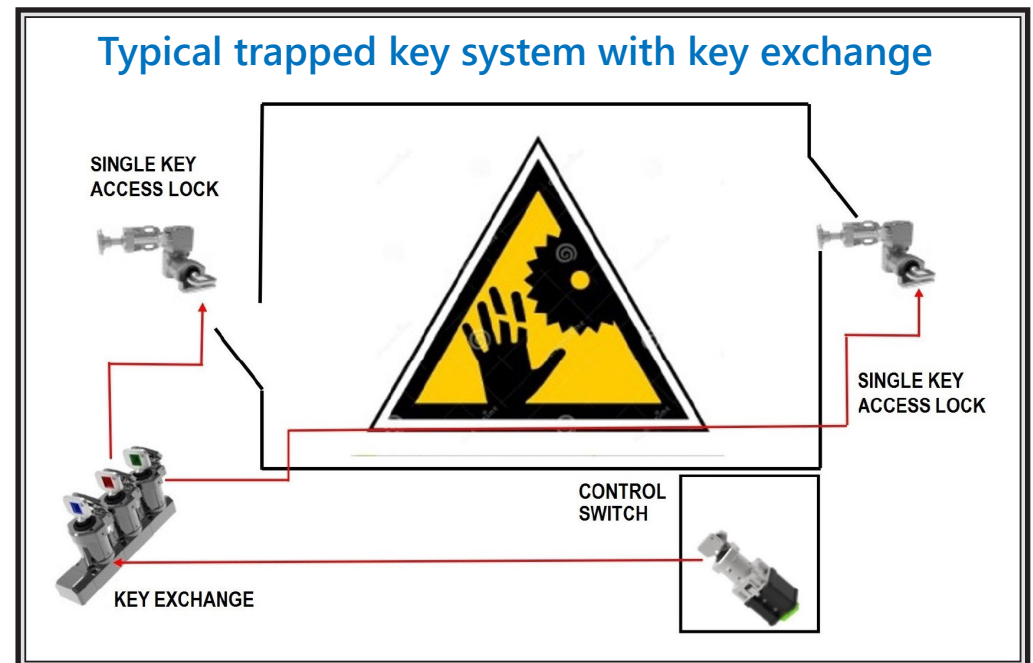 Typical trapped key system with key exchange
SINGLE KEY
ACCESS LOCK
SINGLE KEY
ACCESS LOCK
CONTROL
SWITCH
KEY EXCHANGE